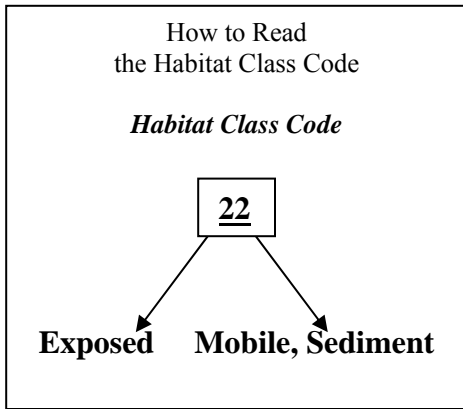 How to Read
the Habitat Class Code
Habitat Class Code
22
Exposed Mobile, Sediment